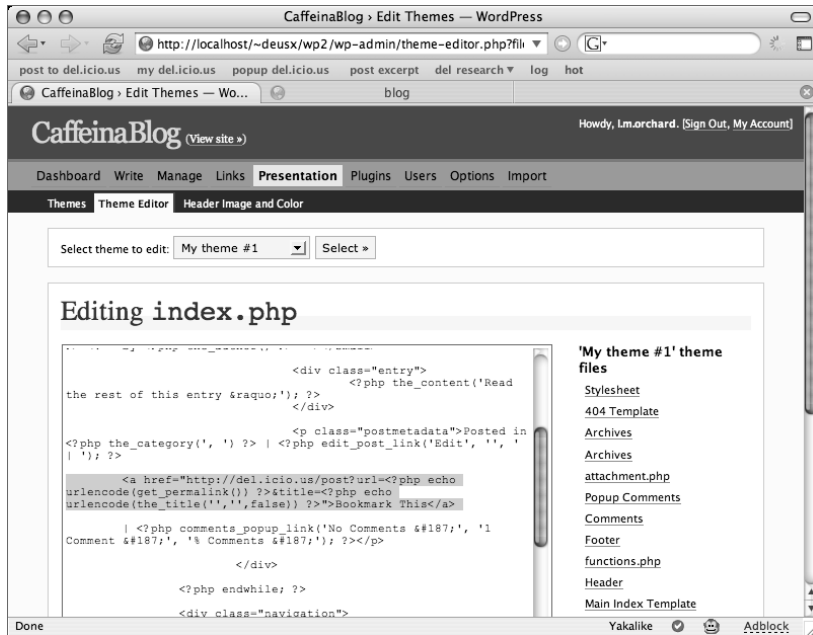 CaffeinaBlog › Edit Themes — WordPress
http://localhost/~deusx/wp2/wp-admin/theme-editor.php?file
G
post to del.icio.us my del.icio.us popup del.icio.us post excerpt del research log hot
CaffeinaBlog › Edit Themes — Wo... blog
CaffeinaBlog (View site »)
Howdy, l.m.orchard. [Sign Out, My Account]
Dashboard Write Manage Links Presentation Plugins Users Options Import
Themes Theme Editor Header Image and Color
Select theme to edit: My theme #1 Select »
Editing index.php
<div class="entry">
<?php the_content('Read
the rest of this entry &raquo;'); ?>
</div>
<p class="postmetadata">Posted in
<?php the_category(', ') ?> | <?php edit_post_link('Edit', '', '
| '); ?>
<a href="http://del.icio.us/post?url=<?php echo
urlencode(get_permalink()) ?>&title=<?php echo
urlencode(the_title('','',false)) ?>">Bookmark This</a>
| <?php comments_popup_link('No Comments &#187;', '1
Comment &#187;', '% Comments &#187;'); ?></p>
</div>
<?php endwhile; ?>
<div class="navigation">
'My theme #1' theme
files
Stylesheet
404 Template
Archives
Archives
attachment.php
Popup Comments
Comments
Footer
functions.php
Header
Main Index Template
Done Yakalike Adblock